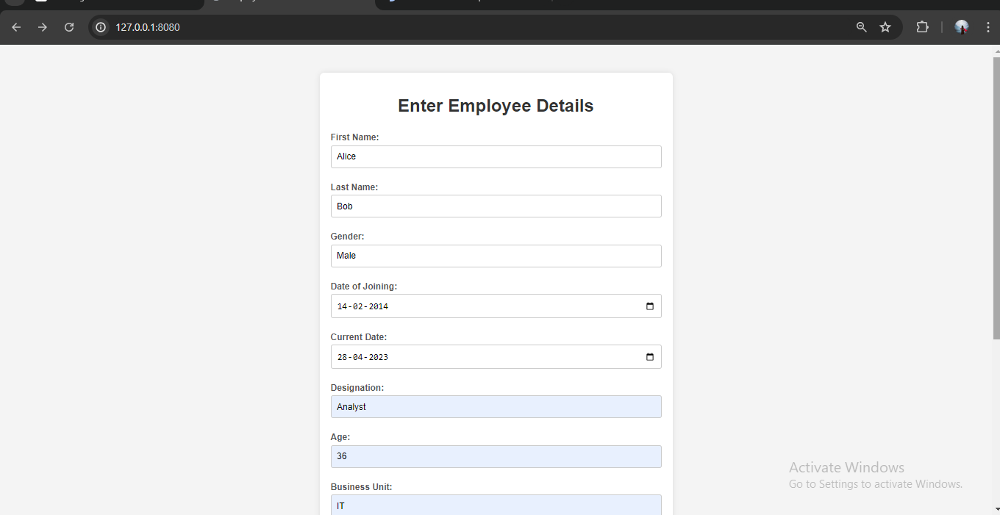 127.0.0.1:8080
Enter Employee Details
First Name:
Alice
Last Name:
Bob
Gender:
Male
Date of Joining:
14-02-2014
Current Date:
28-04-2023
Designation:
Analyst
Age:
36
Business Unit:
IT
Activate Windows
Go to Settings to activate Windows.